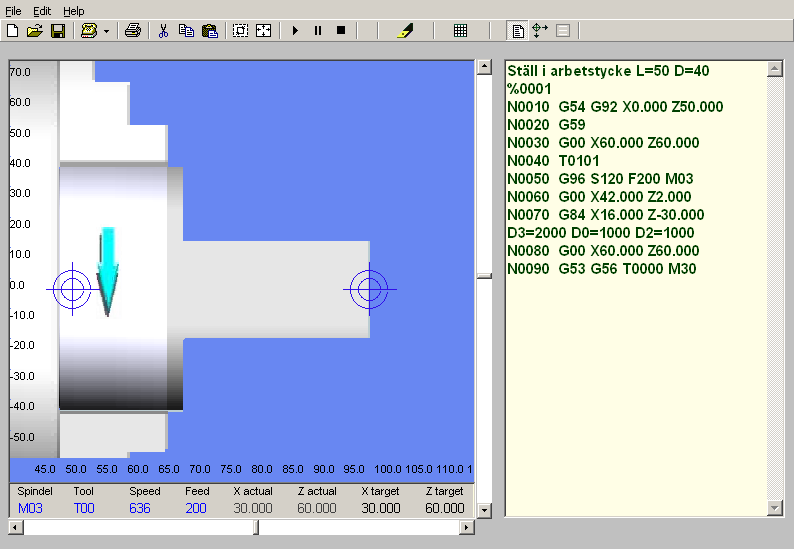 File Edit Help
70.0
60.0
50.0
40.0
30.0
20.0
10.0
0.0
-10.0
-20.0
-30.0
-40.0
-50.0
45.0 50.0 55.0 60.0 65.0 70.0 75.0 80.0 85.0 90.0 95.0 100.0 105.0 110.0 1
Spindel Tool Speed Feed X actual Z actual X target Z target
M03 T00 636 200 30.000 60.000 30.000 60.000
Ställ i arbetstycke L=50 D=40
%0001
N0010 G54 G92 X0.000 Z50.000
N0020 G59
N0030 G00 X60.000 Z60.000
N0040 T0101
N0050 G96 S120 F200 M03
N0060 G00 X42.000 Z2.000
N0070 G84 X16.000 Z-30.000
D3=2000 D0=1000 D2=1000
N0080 G00 X60.000 Z60.000
N0090 G53 G56 T0000 M30